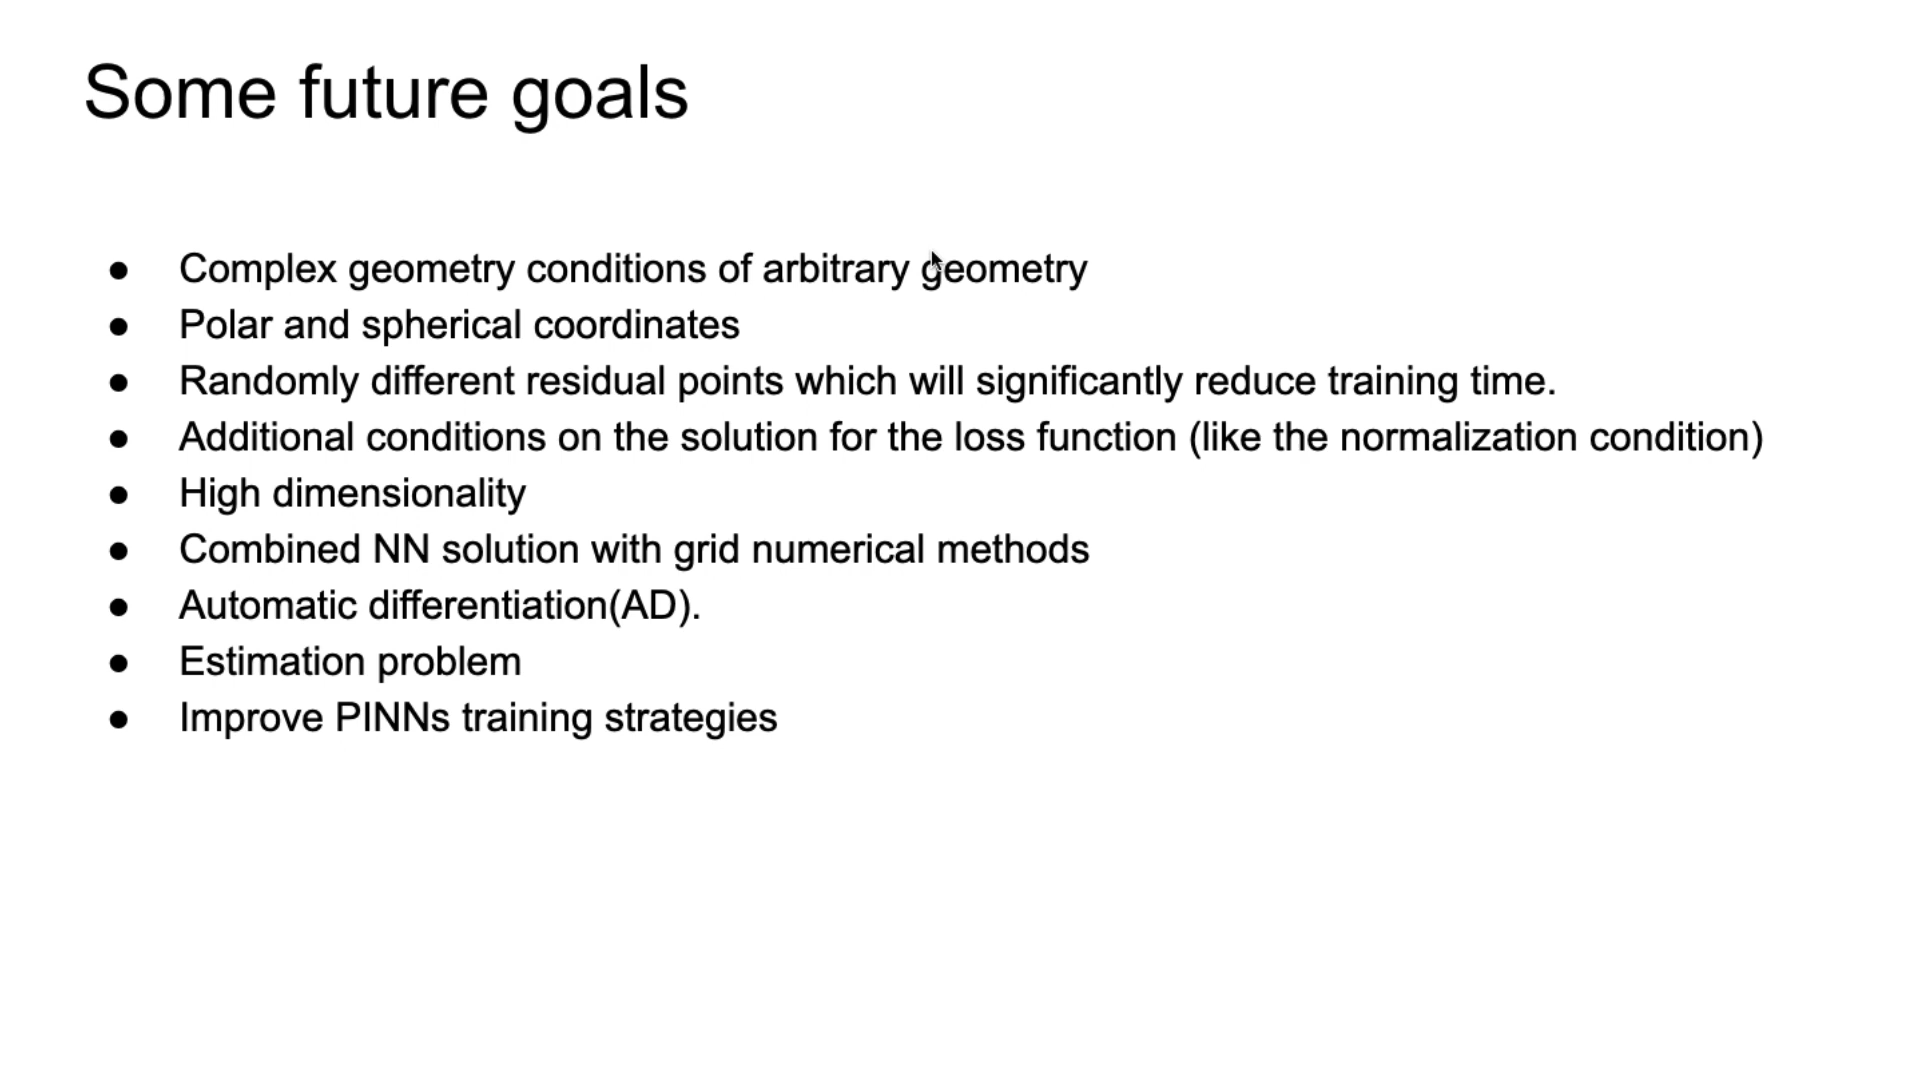 Some future goals
● Complex geometry conditions of arbitrary geometry
● Polar and spherical coordinates
● Randomly different residual points which will significantly reduce training time.
● Additional conditions on the solution for the loss function (like the normalization condition)
● High dimensionality
● Combined NN solution with grid numerical methods
● Automatic differentiation(AD).
● Estimation problem
● Improve PINNs training strategies